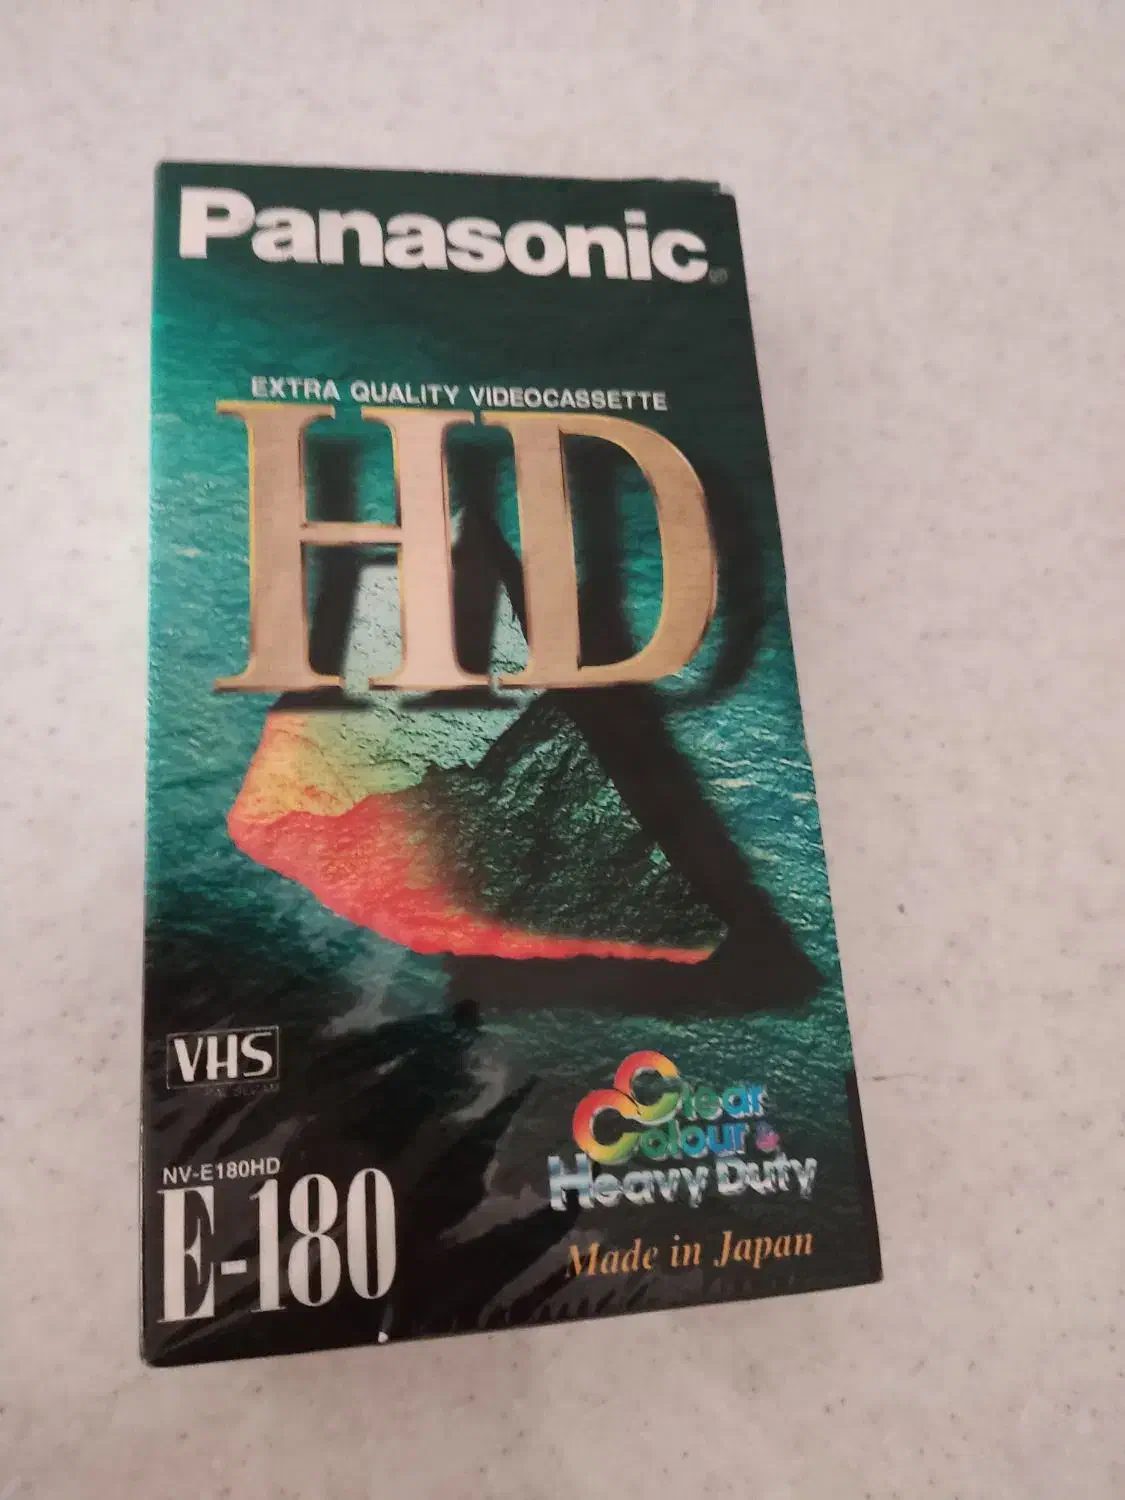 Panasonic®
EXTRA QUALITY VIDEOCASSETTE
HD
VHS
NV-E180HD
E-180
Clear
Colour &
Heavy Duty
Made in Japan